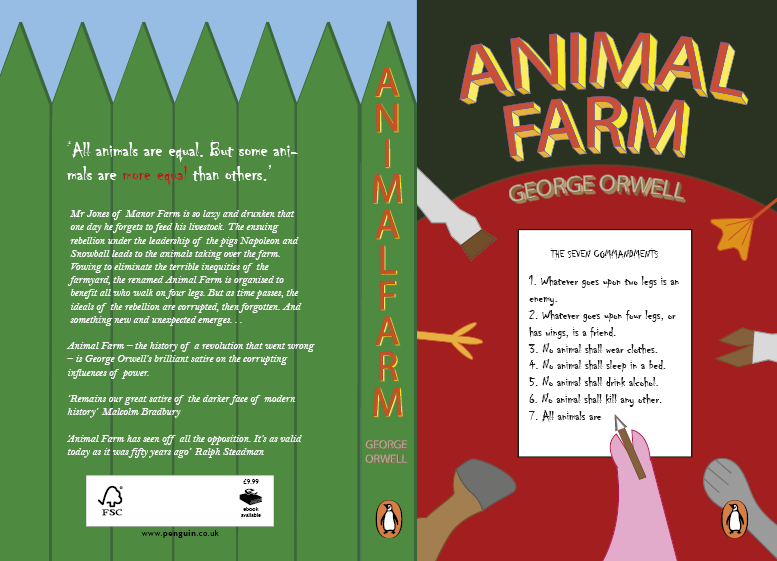 'All animals are equal. But some ani-
mals are more equal than others.'
Mr Jones of Manor Farm is so lazy and drunken that
one day he forgets to feed his livestock. The ensuing
rebellion under the leadership of the pigs Napoleon and
Snowball leads to the animals taking over the farm.
Vowing to eliminate the terrible inequities of the
farmyard, the renamed Animal Farm is organised to
benefit all who walk on four legs. But as time passes, the
ideals of the rebellion are corrupted, then forgotten. And
something new and unexpected emerges. . .
Animal Farm – the history of a revolution that went wrong
– is George Orwell's brilliant satire on the corrupting
influences of power.
'Remains our great satire of the darker face of modern
history' Malcolm Bradbury
'Animal Farm has seen off all the opposition. It's as valid
today as it was fifty years ago' Ralph Steadman
FSC
£9.99
ebook
available
www.penguin.co.uk
ANIMAL FARM
GEORGE
ORWELL
ANIMAL
FARM
GEORGE ORWELL
THE SEVEN COMMANDMENTS
1. Whatever goes upon two legs is an
enemy.
2. Whatever goes upon four legs, or
has wings, is a friend.
3. No animal shall wear clothes.
4. No animal shall sleep in a bed.
5. No animal shall drink alcohol.
6. No animal shall kill any other.
7. All animals are